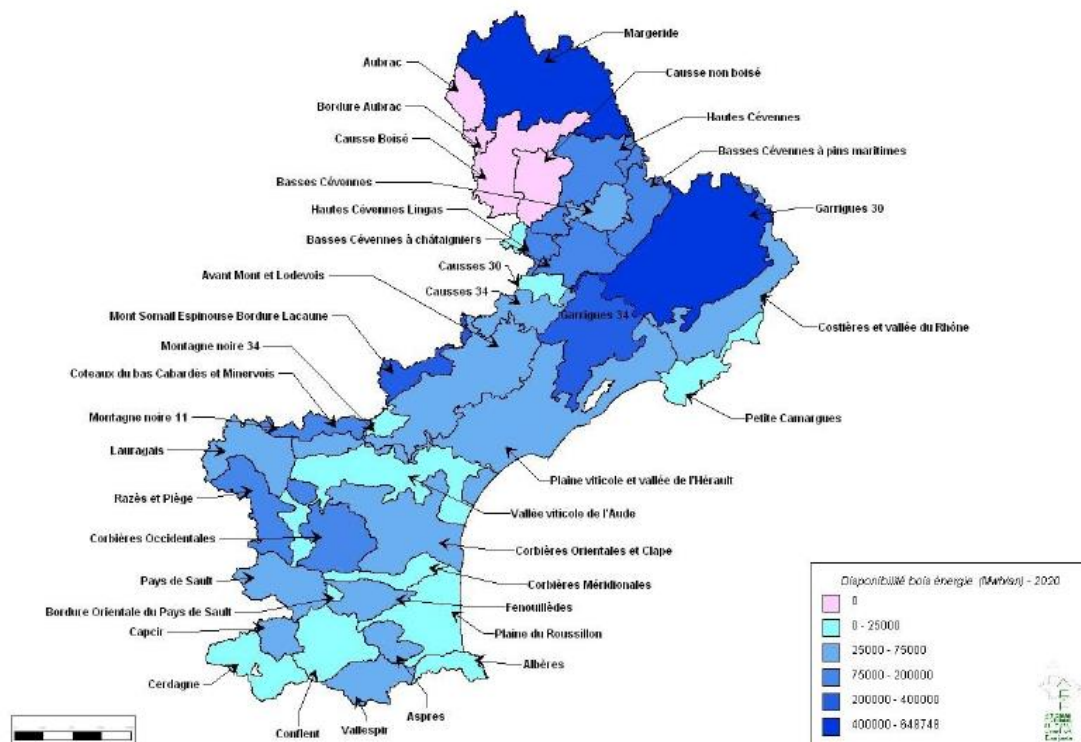 Margeride
Aubrac
Causse non boisé
Bordure Aubrac
Hautes Cévennes
Causse Boisé
Basses Cévennes à pins maritimes
Basses Cévennes
Hautes Cévennes Lingas
Garrigues 30
Basses Cévennes à châtaigniers
Causses 30
Avant Mont et Lodevois
Causses 34
Mont Somail Espinouse Bordure Lacaune
Garrigues 34
Costières et vallée du Rhône
Montagne noire 34
Coteaux du bas Cabardès et Minervois
Montagne noire 11
Petite Camargues
Lauragais
Plaine viticole et vallée de l'Hérault
Razès et Piège
Vallée viticole de l'Aude
Corbières Occidentales
Corbières Orientales et Clape
Pays de Sault
Corbières Méridionales
Bordure Orientale du Pays de Sault
Fenouillèdes
Capcir
Plaine du Roussillon
Albères
Cerdagne
Aspres
Conflent
Vallespir
Disponibilité bois énergie (Mwh/an) - 2020
0
0 - 25000
25000 - 75000
75000 - 200000
200000 - 400000
400000 - 648748